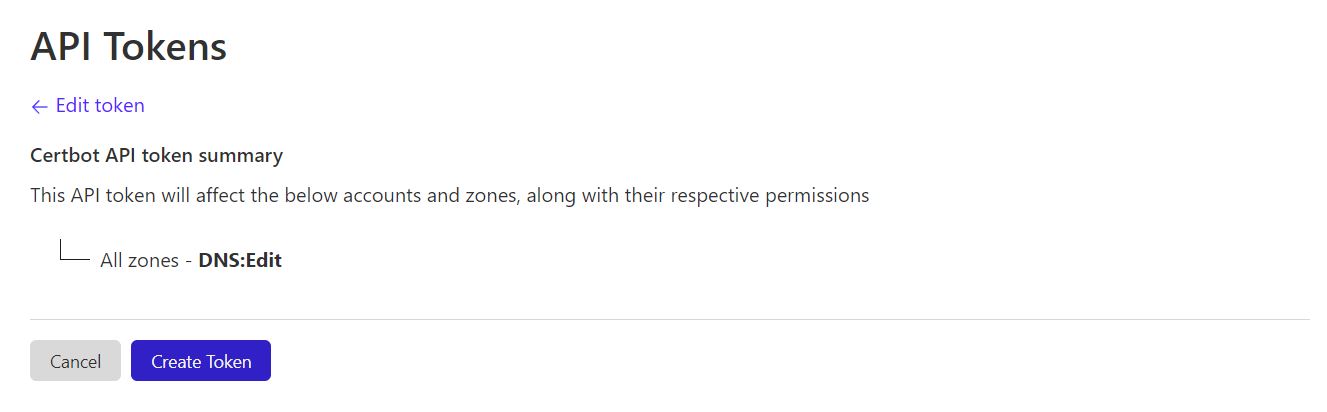 API Tokens
← Edit token
Certbot API token summary
This API token will affect the below accounts and zones, along with their respective permissions
All zones - DNS:Edit
Cancel Create Token